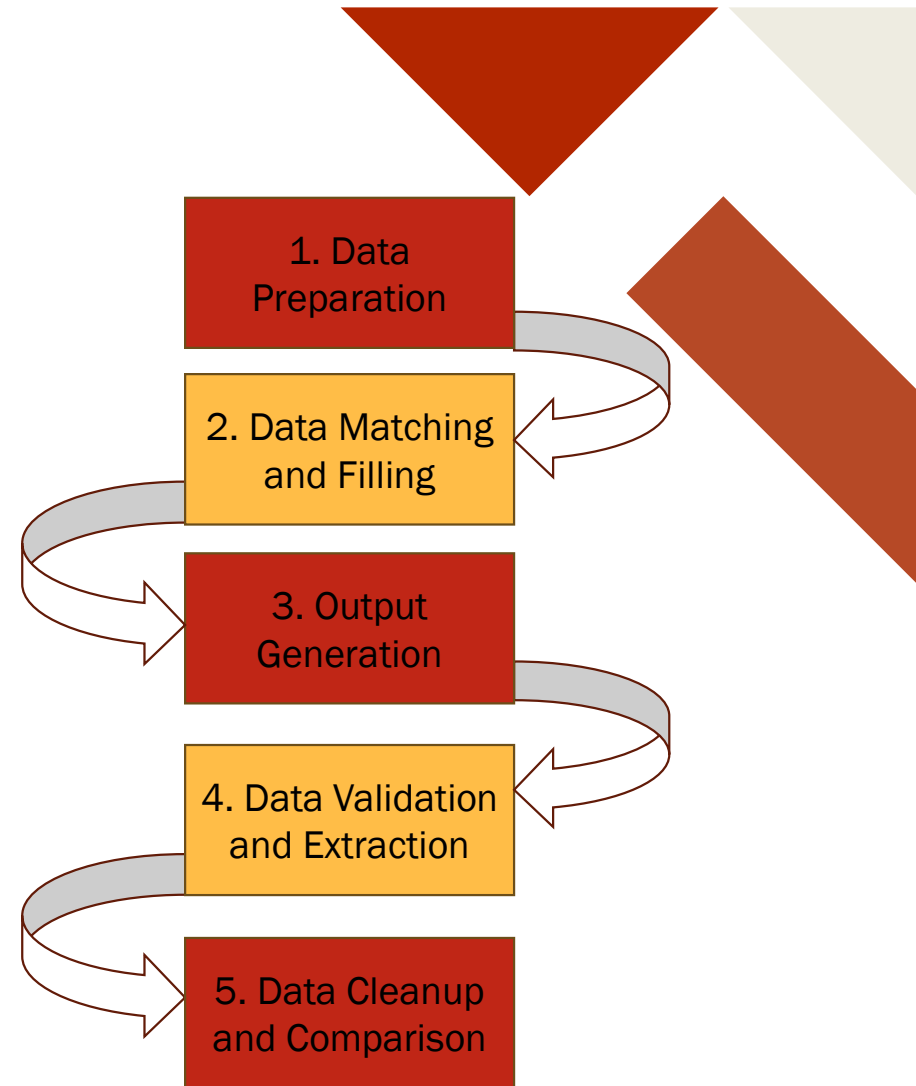 1. Data
Preparation
2. Data Matching
and Filling
3. Output
Generation
4. Data Validation
and Extraction
5. Data Cleanup
and Comparison